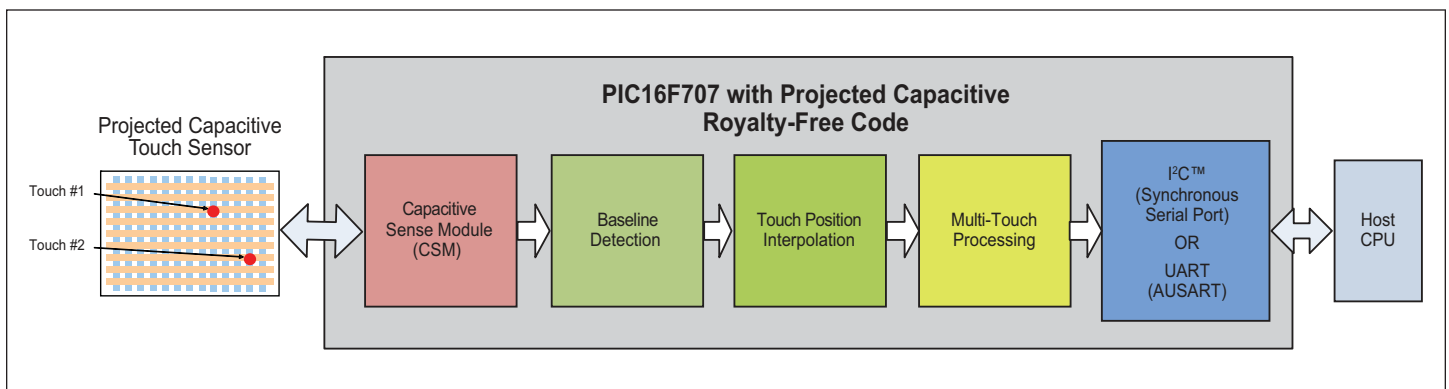 PIC16F707 with Projected Capacitive
Royalty-Free Code
Projected Capacitive
Touch Sensor
Touch #1
Touch #2
Capacitive
Sense Module
(CSM)
Baseline
Detection
Touch Position
Interpolation
Multi-Touch
Processing
I²C™
(Synchronous
Serial Port)
OR
UART
(AUSART)
Host
CPU